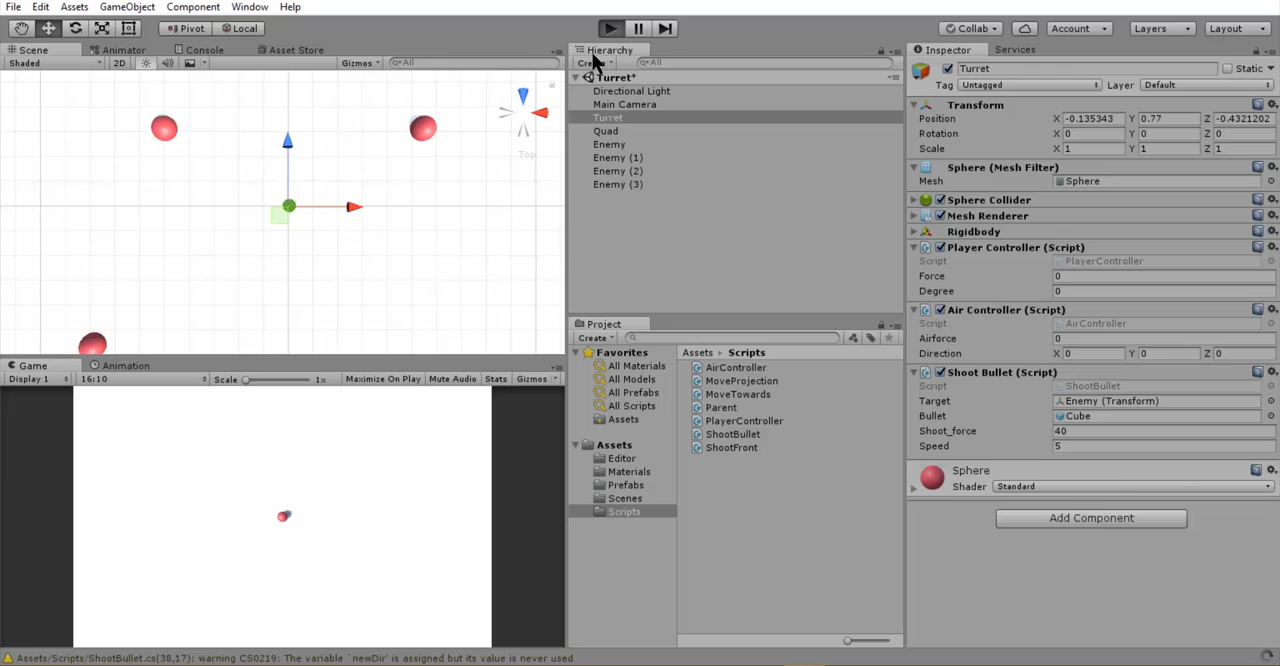 File Edit Assets GameObject Component Window Help
Pivot Local Collab Account Layers Layout
Scene Animator Console Asset Store
Shaded 2D Gizmos All
Top
Game Animation
Display 1 16:10 Scale 1x Maximize On Play Mute Audio Stats Gizmos
Hierarchy
All
Turret*
Directional Light
Main Camera
Turret
Quad
Enemy
Enemy (1)
Enemy (2)
Enemy (3)
Project
Create
Favorites
All Materials
All Models
All Prefabs
All Scripts
Assets
Assets
Editor
Materials
Prefabs
Scenes
Scripts
Assets Scripts
AirController
MoveProjection
MoveTowards
Parent
PlayerController
ShootBullet
ShootFront
Inspector Services
Turret Static
Tag Untagged Layer Default
Transform
Position X -0.135343 Y 0.77 Z -0.4321202
Rotation X 0 Y 0 Z 0
Scale X 1 Y 1 Z 1
Sphere (Mesh Filter)
Mesh Sphere
Sphere Collider
Mesh Renderer
Rigidbody
Player Controller (Script)
Script PlayerController
Force 0
Degree 0
Air Controller (Script)
Script AirController
Airforce 0
Direction X 0 Y 0 Z 0
Shoot Bullet (Script)
Script ShootBullet
Target Enemy (Transform)
Bullet Cube
Shoot_force 40
Speed 5
Sphere
Shader Standard
Add Component
Assets/Scripts/ShootBullet.cs(38,17): warning CS0219: The variable `newDir' is assigned but its value is never used